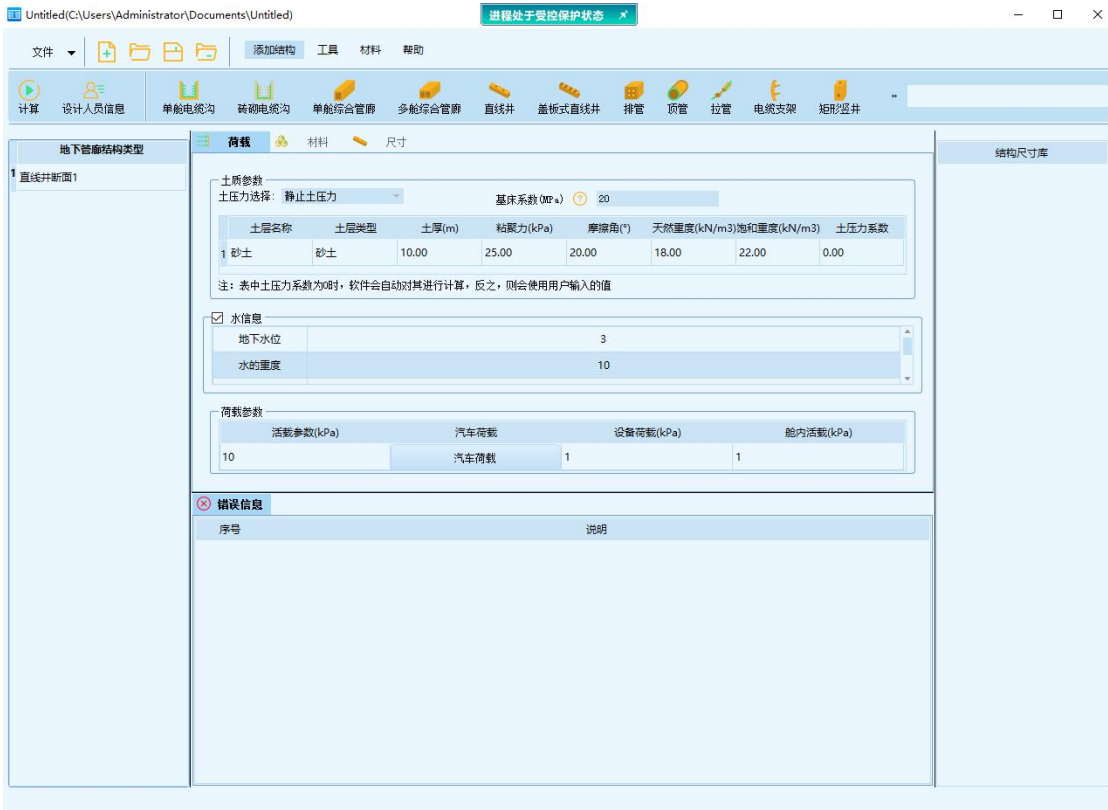 Untitled(C:\Users\Administrator\Documents\Untitled)
进程处于受控保护状态
文件 添加结构 工具 材料 帮助
计算 设计人员信息 单舱电缆沟 砖砌电缆沟 单舱综合管廊 多舱综合管廊 直线井 盖板式直线井 排管 顶管 拉管 电缆支架 矩形竖井
地下管廊结构类型
1 直线井断面1
荷载 材料 尺寸
土质参数
土压力选择: 静止土压力 基床系数(MPa) ? 20
土层名称 土层类型 土厚(m) 粘聚力(kPa) 摩擦角(°) 天然重度(kN/m3) 饱和重度(kN/m3) 土压力系数
1 砂土 砂土 10.00 25.00 20.00 18.00 22.00 0.00
注: 表中土压力系数为0时, 软件会自动对其进行计算, 反之, 则会使用用户输入的值
水信息
地下水位 3
水的重度 10
荷载参数
活载参数(kPa) 汽车荷载 设备荷载(kPa) 舱内活载(kPa)
10 汽车荷载 1 1
错误信息
序号 说明
结构尺寸库